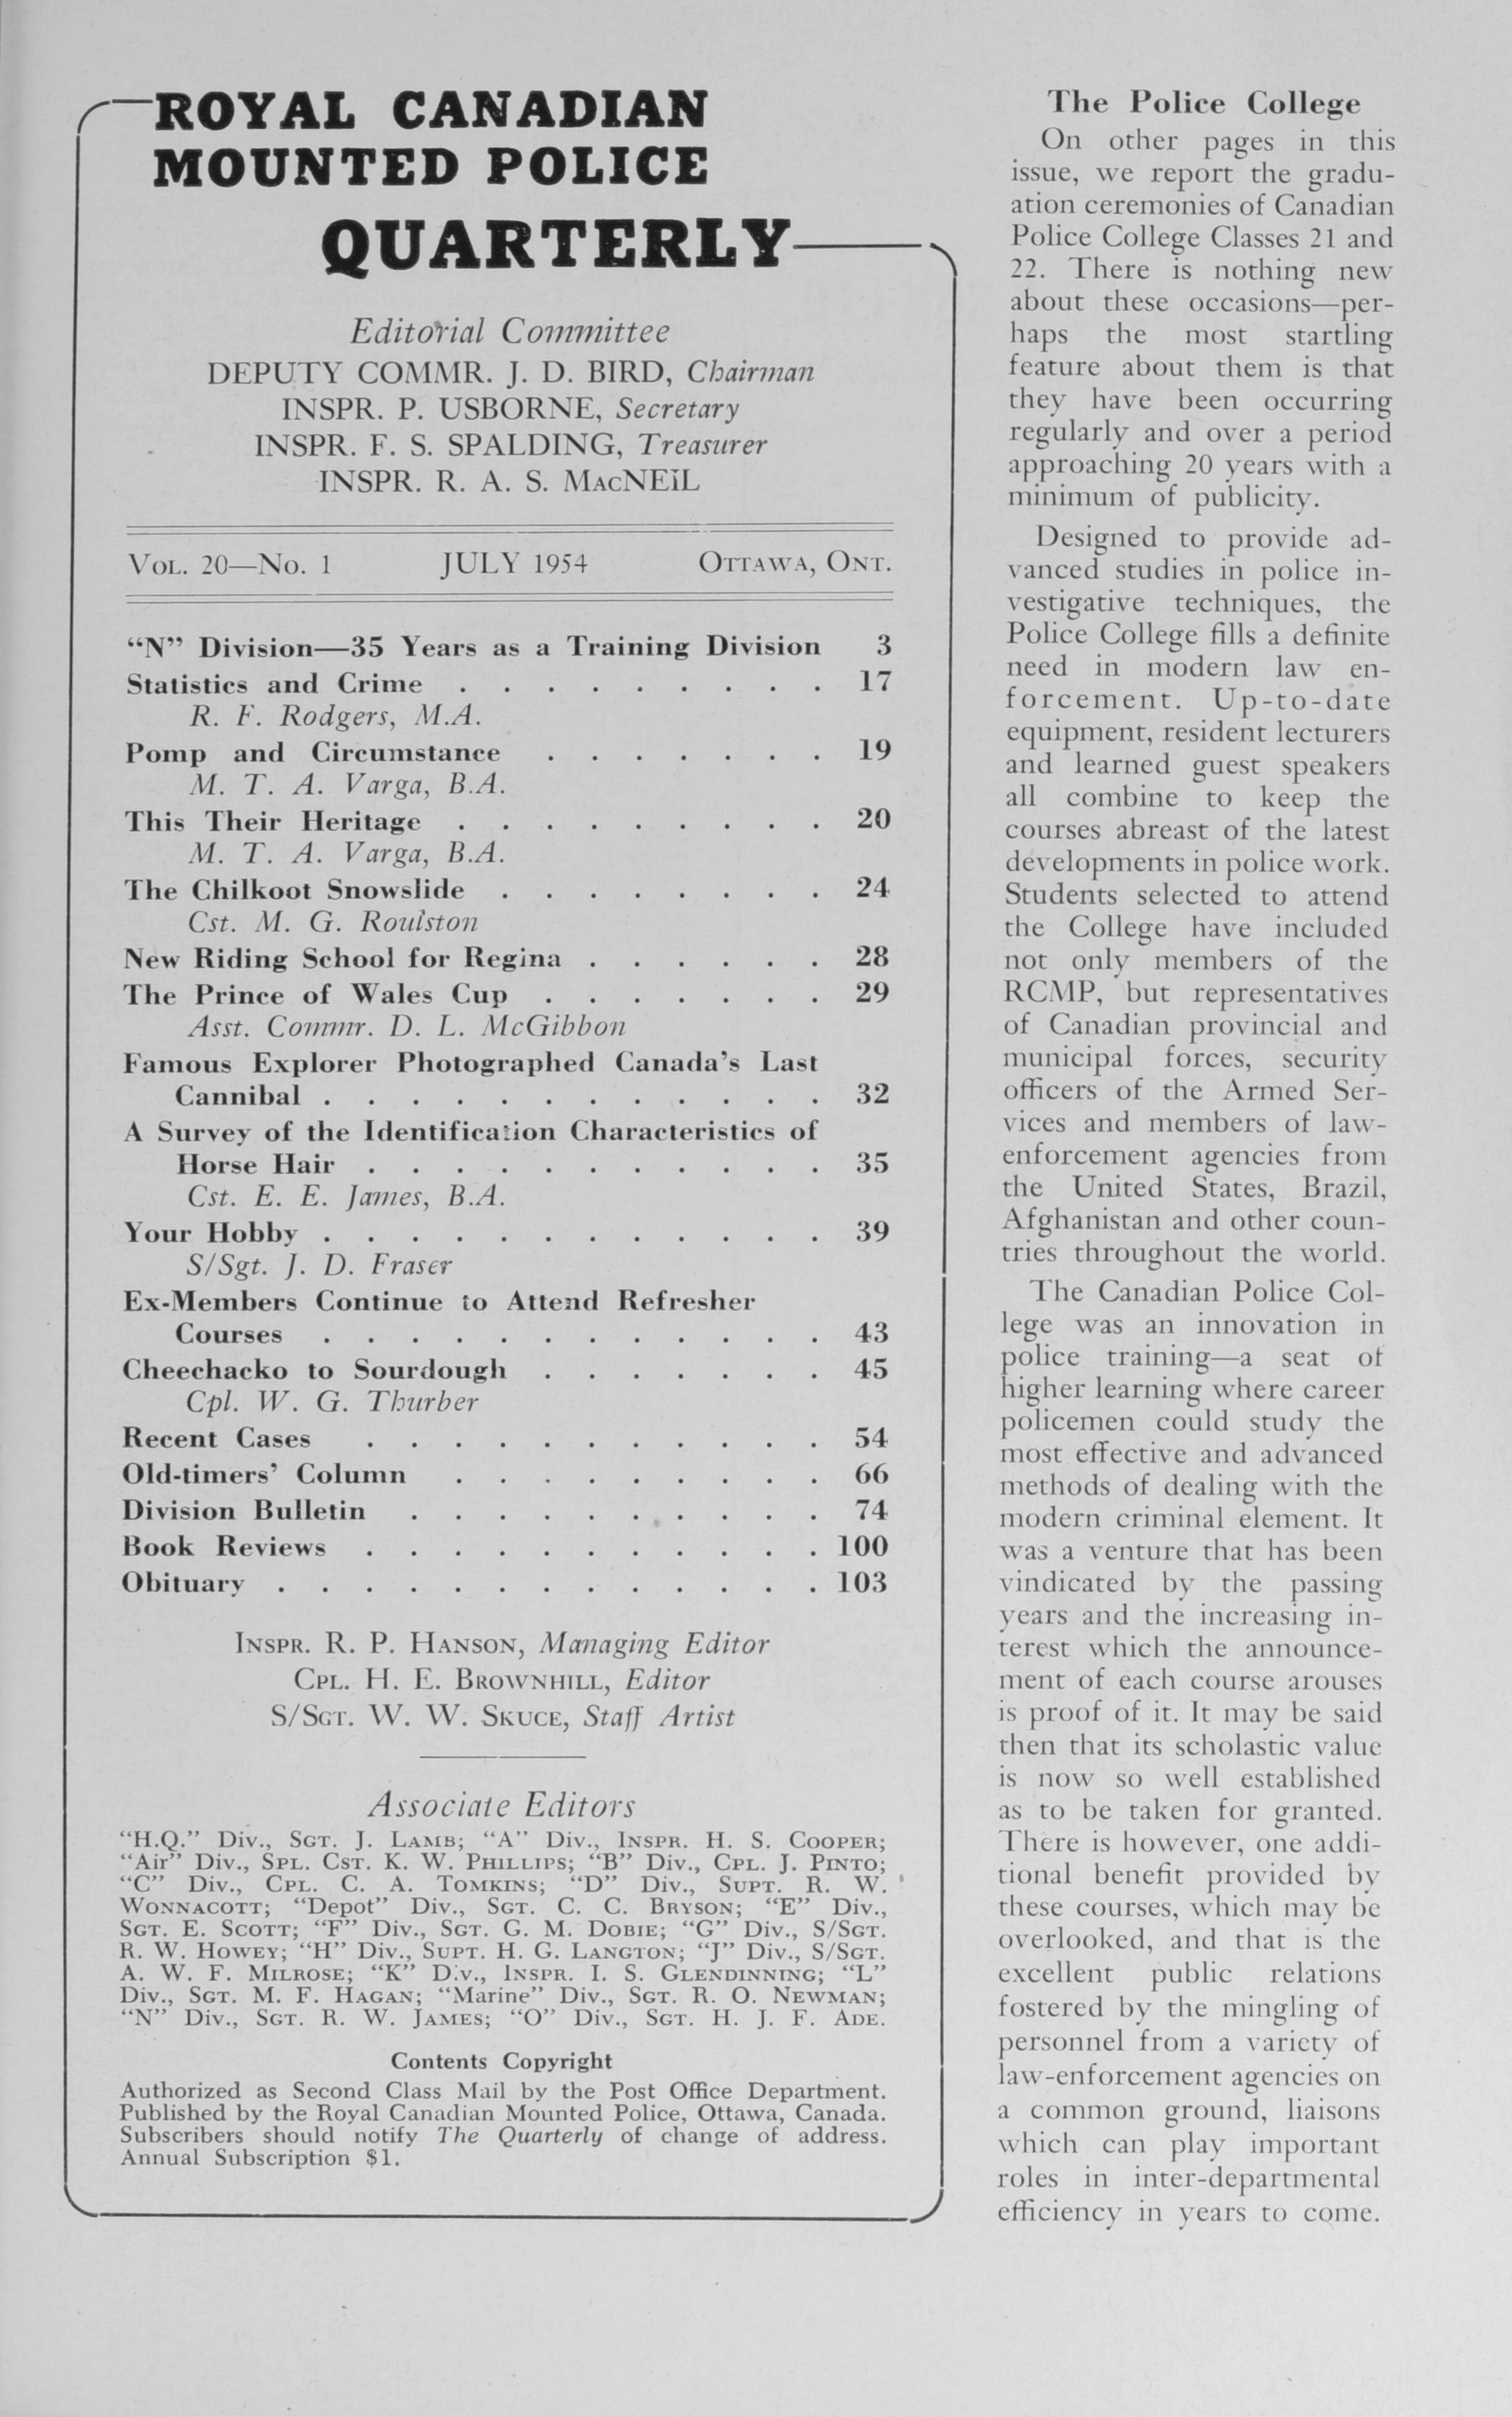 ROYAL CANADIAN
MOUNTED POLICE
QUARTERLY
Editorial Committee
DEPUTY COMMR. J. D. BIRD, Chairman
INSPR. P. USBORNE, Secretary
INSPR. F. S. SPALDING, Treasurer
INSPR. R. A. S. MacNEIL
Vol. 20—No. 1 JULY 1954 Ottawa, Ont.
“N” Division—35 Years as a Training Division 3
Statistics and Crime . . . . . . . . . 17
R. F. Rodgers, M.A.
Pomp and Circumstance . . . . . . . 19
M. T. A. Varga, B.A.
This Their Heritage . . . . . . . . . 20
M. T. A. Varga, B.A.
The Chilkoot Snowslide . . . . . . . . 24
Cst. M. G. Roulston
New Riding School for Regina . . . . . . 28
The Prince of Wales Cup . . . . . . . 29
Asst. Commr. D. L. McGibbon
Famous Explorer Photographed Canada’s Last
Cannibal . . . . . . . . . . . . 32
A Survey of the Identification Characteristics of
Horse Hair . . . . . . . . . . . 35
Cst. E. E. James, B.A.
Your Hobby . . . . . . . . . . . . 39
S/Sgt. J. D. Fraser
Ex-Members Continue to Attend Refresher
Courses . . . . . . . . . . . . 43
Cheechacko to Sourdough . . . . . . . 45
Cpl. W. G. Thurber
Recent Cases . . . . . . . . . . . 54
Old-timers’ Column . . . . . . . . . 66
Division Bulletin . . . . . . . . . . 74
Book Reviews . . . . . . . . . . . 100
Obituary . . . . . . . . . . . . . 103
Inspr. R. P. Hanson, Managing Editor
Cpl. H. E. Brownhill, Editor
S/Sgt. W. W. Skuce, Staff Artist
Associate Editors
“H.Q.” Div., Sgt. J. Lamb; “A” Div., Inspr. H. S. Cooper;
“Air” Div., Spl. Cst. K. W. Phillips; “B” Div., Cpl. J. Pinto;
“C” Div., Cpl. C. A. Tomkins; “D” Div., Supt. R. W.
Wonnacott; “Depot” Div., Sgt. C. C. Bryson; “E” Div.,
Sgt. E. Scott; “F” Div., Sgt. G. M. Dobie; “G” Div., S/Sgt.
R. W. Howey; “H” Div., Supt. H. G. Langton; “J” Div., S/Sgt.
A. W. F. Milrose; “K” Div., Inspr. I. S. Glendinning; “L”
Div., Sgt. M. F. Hagan; “Marine” Div., Sgt. R. O. Newman;
“N” Div., Sgt. R. W. James; “O” Div., Sgt. H. J. F. Ade.
Contents Copyright
Authorized as Second Class Mail by the Post Office Department.
Published by the Royal Canadian Mounted Police, Ottawa, Canada.
Subscribers should notify The Quarterly of change of address.
Annual Subscription $1.
The Police College
On other pages in this
issue, we report the gradu-
ation ceremonies of Canadian
Police College Classes 21 and
22. There is nothing new
about these occasions—per-
haps the most startling
feature about them is that
they have been occurring
regularly and over a period
approaching 20 years with a
minimum of publicity.
Designed to provide ad-
vanced studies in police in-
vestigative techniques, the
Police College fills a definite
need in modern law en-
forcement. Up-to-date
equipment, resident lecturers
and learned guest speakers
all combine to keep the
courses abreast of the latest
developments in police work.
Students selected to attend
the College have included
not only members of the
RCMP, but representatives
of Canadian provincial and
municipal forces, security
officers of the Armed Ser-
vices and members of law-
enforcement agencies from
the United States, Brazil,
Afghanistan and other coun-
tries throughout the world.
The Canadian Police Col-
lege was an innovation in
police training—a seat of
higher learning where career
policemen could study the
most effective and advanced
methods of dealing with the
modern criminal element. It
was a venture that has been
vindicated by the passing
years and the increasing in-
terest which the announce-
ment of each course arouses
is proof of it. It may be said
then that its scholastic value
is now so well established
as to be taken for granted.
There is however, one addi-
tional benefit provided by
these courses, which may be
overlooked, and that is the
excellent public relations
fostered by the mingling of
personnel from a variety of
law-enforcement agencies on
a common ground, liaisons
which can play important
roles in inter-departmental
efficiency in years to come.